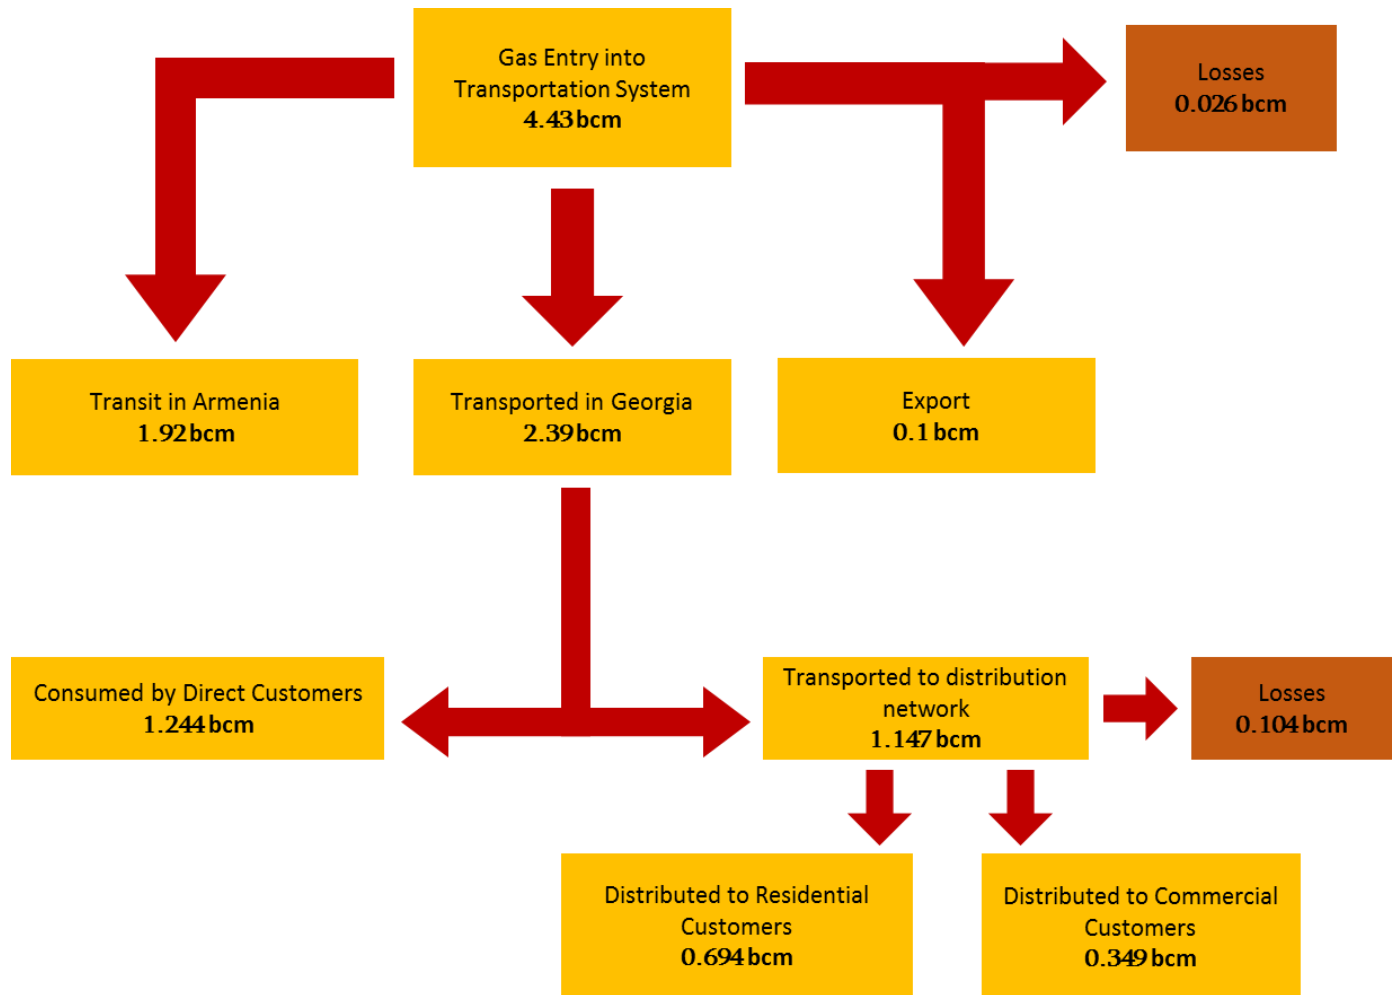 Gas Entry into
Transportation System
4.43 bcm
Losses
0.026 bcm
Transit in Armenia
1.92 bcm
Transported in Georgia
2.39 bcm
Export
0.1 bcm
Consumed by Direct Customers
1.244 bcm
Transported to distribution
network
1.147 bcm
Losses
0.104 bcm
Distributed to Residential
Customers
0.694 bcm
Distributed to Commercial
Customers
0.349 bcm